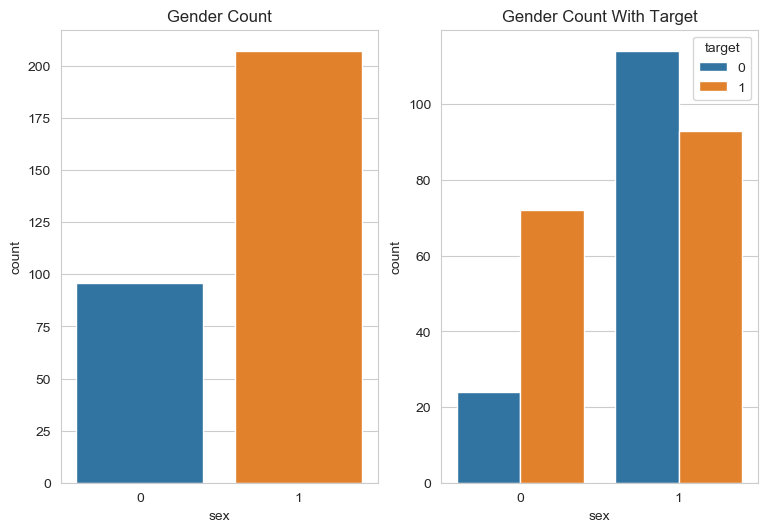 Gender Count
200
175
150
125
100
75
50
25
0
count
0 1
sex
Gender Count With Target
target
0
1
100
80
60
40
20
0
count
0 1
sex